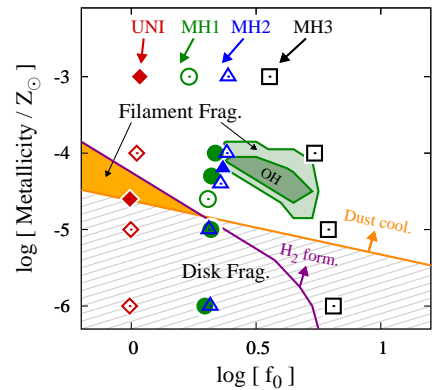 UNI MH1 MH2 MH3
-3
Filament Frag.
-4
OH
Dust cool.
-5
H2 form.
Disk Frag.
-6
0 0.5 1
log [ f0 ]
log [ Metallicity / Z⊙ ]